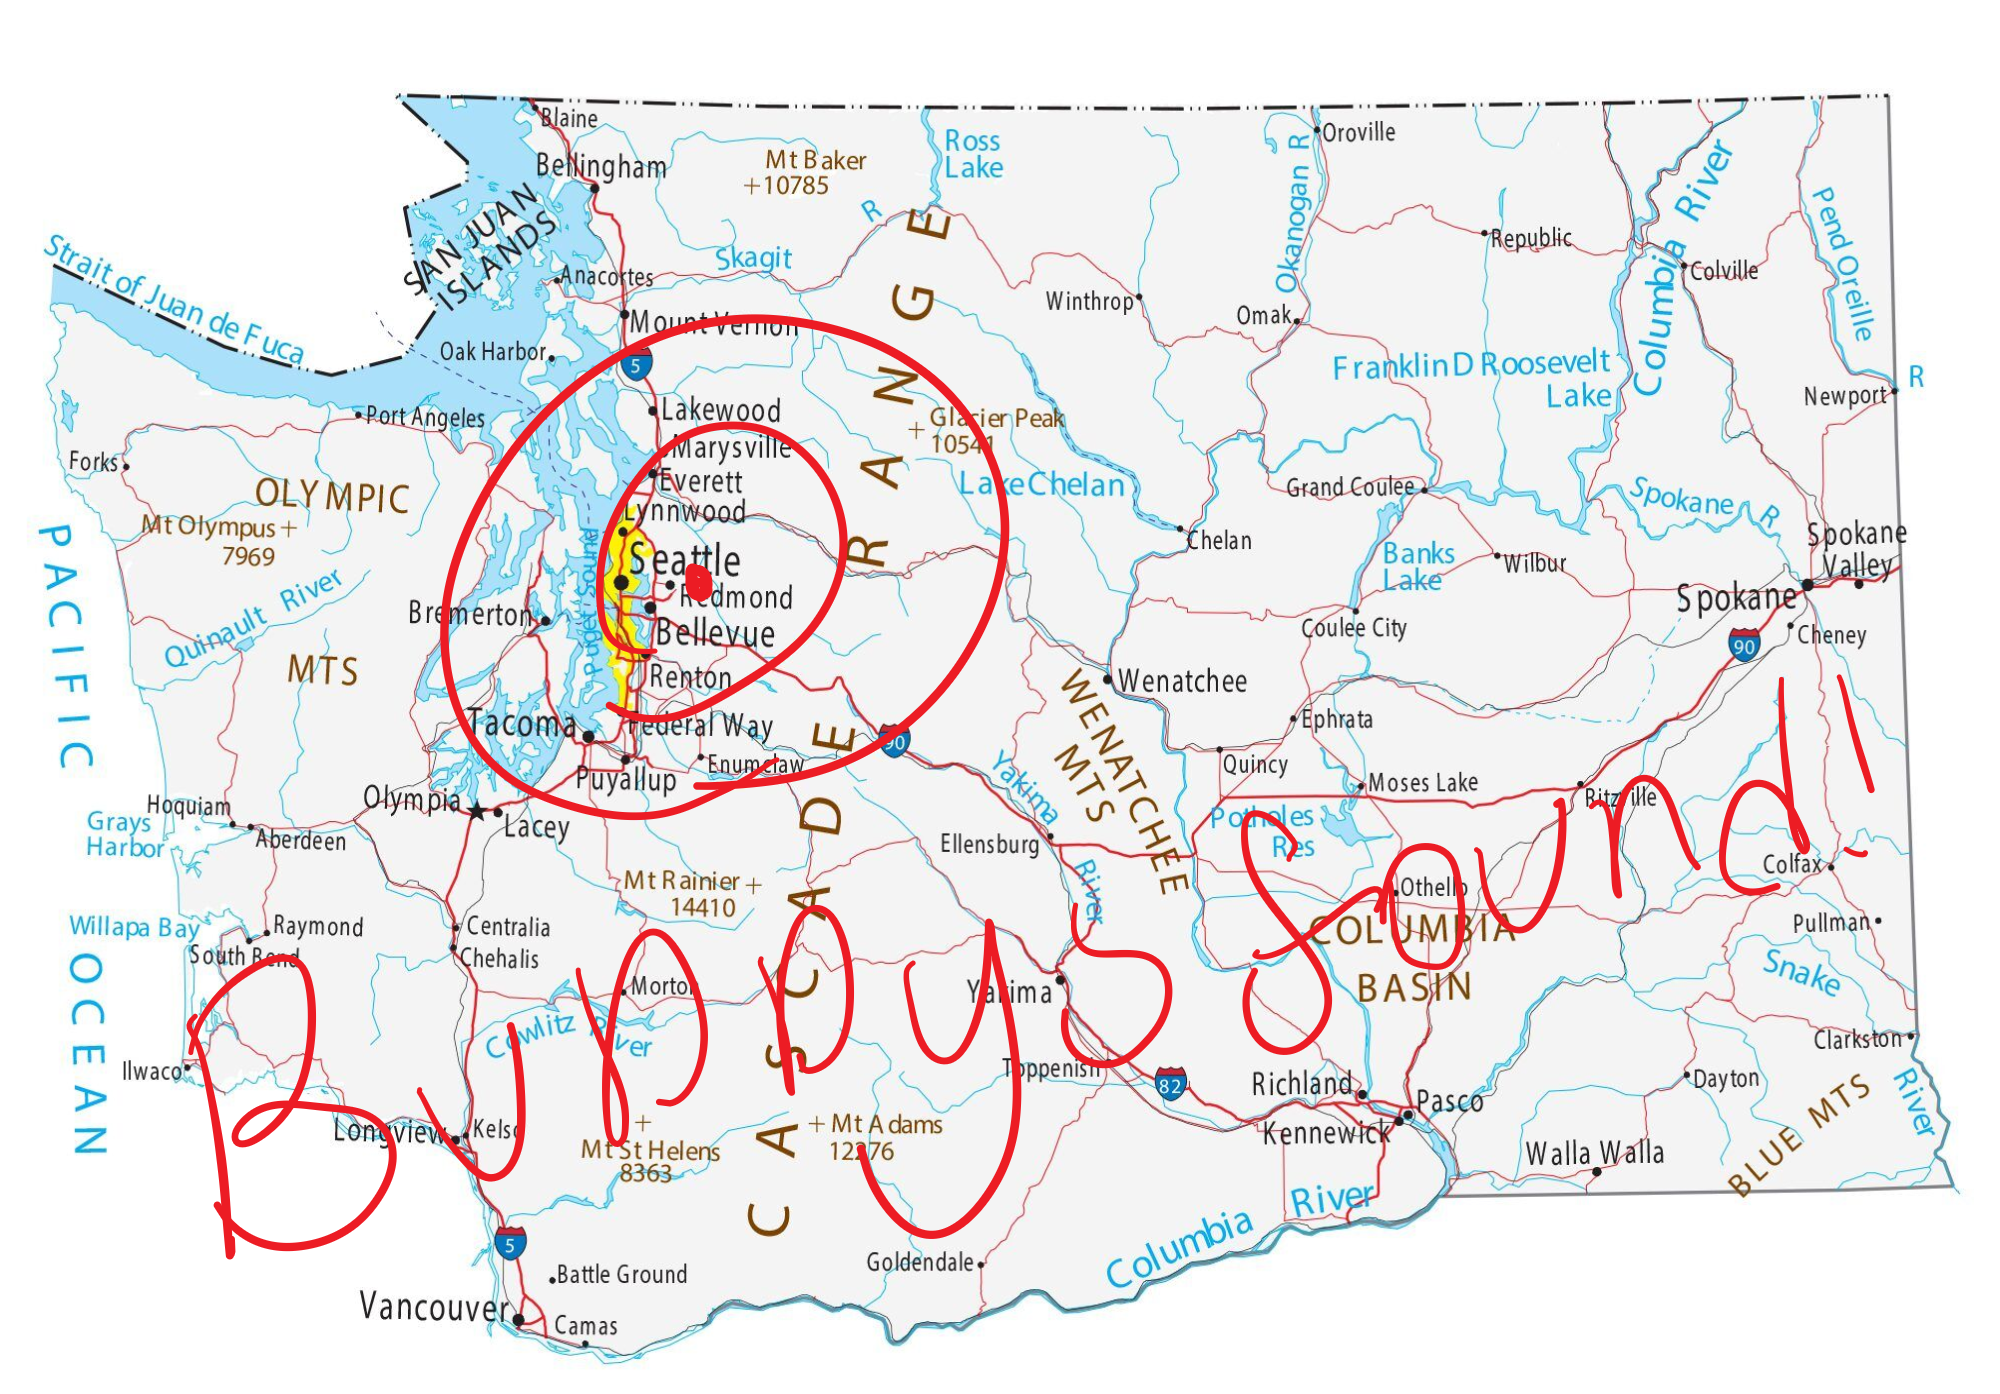 Blaine
Bellingham
Mt Baker
+10785
Ross
Lake
Oroville
Okanogan R
Columbia River
Pend Oreille
R
SAN JUAN
ISLANDS
Strait of Juan de Fuca
Anacortes
Skagit
R
Republic
Colville
Winthrop
Omak
Mount Vernon
Oak Harbor
5
Franklin D Roosevelt
Lake
Newport
Port Angeles
Lakewood
Glacier Peak
+ 10541
Marysville
Forks
Everett
Lake Chelan
Grand Coulee
Spokane R
OLYMPIC
Mt Olympus +
7969
Lynnwood
Seattle
Chelan
Banks
Lake
Wilbur
Spokane
Valley
PACIFIC
Quinault River
Puget Sound
Redmond
Bremerton
Bellevue
Coulee City
Spokane
Cheney
90
MTS
Renton
Wenatchee
WENATCHEE
MTS
Tacoma
Federal Way
Ephrata
90
Enumclaw
Puyallup
Yakima
River
Quincy
Moses Lake
Ritzville
Olympia
Lacey
Hoquiam
Grays
Harbor
Aberdeen
Ellensburg
Potholes
Res
Colfax
Mt Rainier +
14410
Othello
CASCADE RANGE
COLUMBIA
BASIN
Willapa Bay
Raymond
South Bend
Centralia
Chehalis
Pullman
Snake
River
OCEAN
Morton
Yakima
Cowlitz River
Buppys Sound!!
Ilwaco
Toppenish
82
Richland
Pasco
Kennewick
Clarkston
Dayton
Longview
Kelso
+
Mt St Helens
8363
+ Mt Adams
12276
Walla Walla
BLUE MTS
5
Columbia River
Goldendale
Battle Ground
Vancouver
Camas